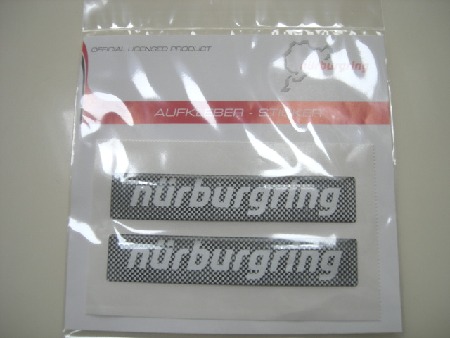 OFFICIAL LICENSED PRODUCT
nürburgring
AUFKLEBER - STICKER
nürburgring
nürburgring